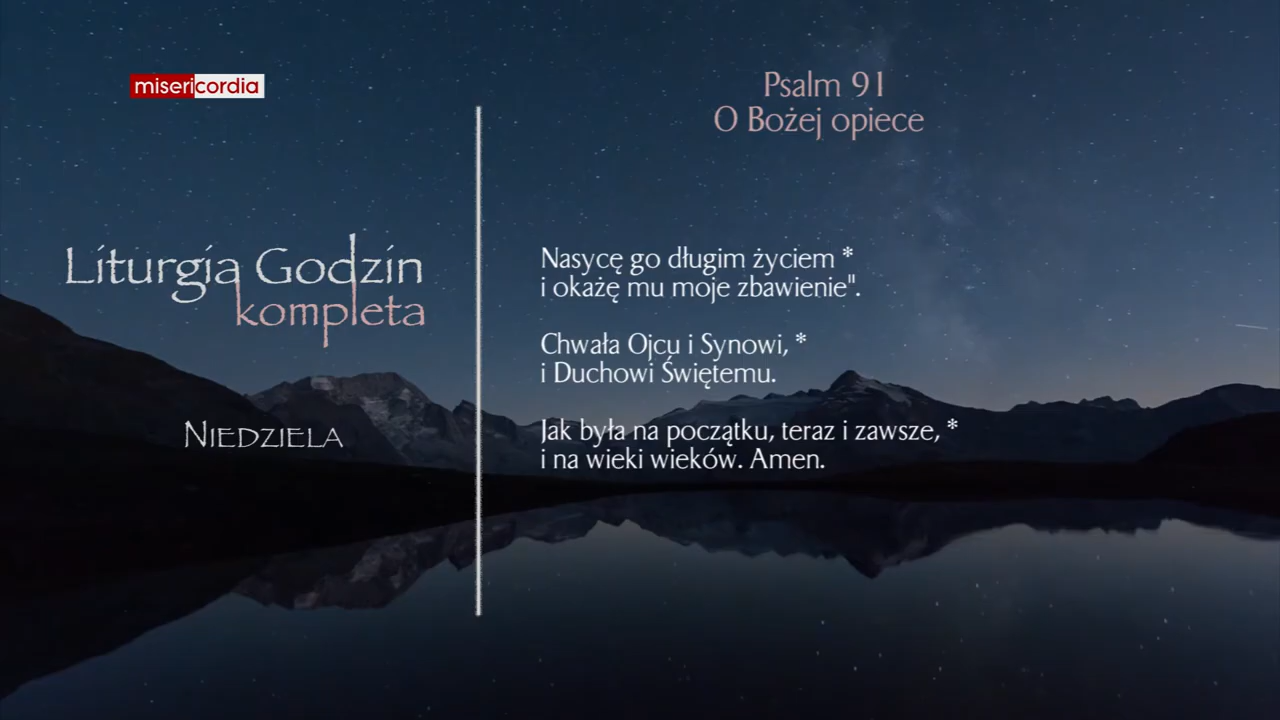 misericordia
Liturgia Godzin
kompleta
Niedziela
Psalm 91
O Bożej opiece
Nasycę go długim życiem *
i okażę mu moje zbawienie".
Chwała Ojcu i Synowi, *
i Duchowi Świętemu.
Jak była na początku, teraz i zawsze, *
i na wieki wieków. Amen.